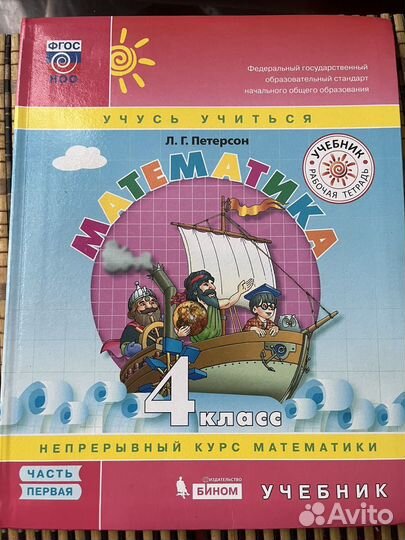 ФГОС
НОО
Федеральный государственный
образовательный стандарт
начального общего образования
УЧУСЬ УЧИТЬСЯ
Л. Г. Петерсон
УЧЕБНИК
РАБОЧАЯ ТЕТРАДЬ
МАТЕМАТИКА
4 класс
НЕПРЕРЫВНЫЙ КУРС МАТЕМАТИКИ
ЧАСТЬ
ПЕРВАЯ
ИЗДАТЕЛЬСТВО
БИНОМ
УЧЕБНИК
Avito